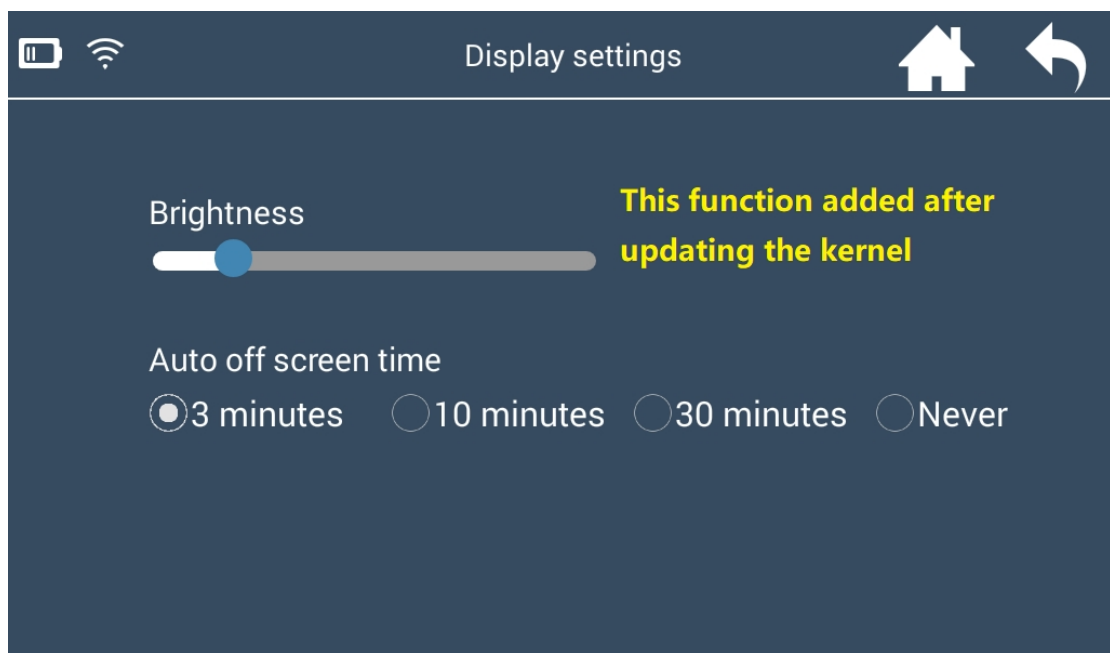 Display settings
Brightness
This function added after
updating the kernel
Auto off screen time
3 minutes 10 minutes 30 minutes Never